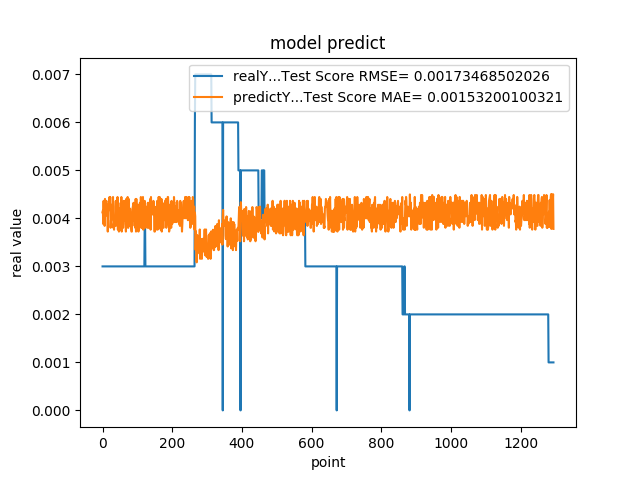 model predict
realY...Test Score RMSE= 0.00173468502026
predictY...Test Score MAE= 0.00153200100321
0.007
0.006
0.005
0.004
0.003
0.002
0.001
0.000
real value
0 200 400 600 800 1000 1200
point